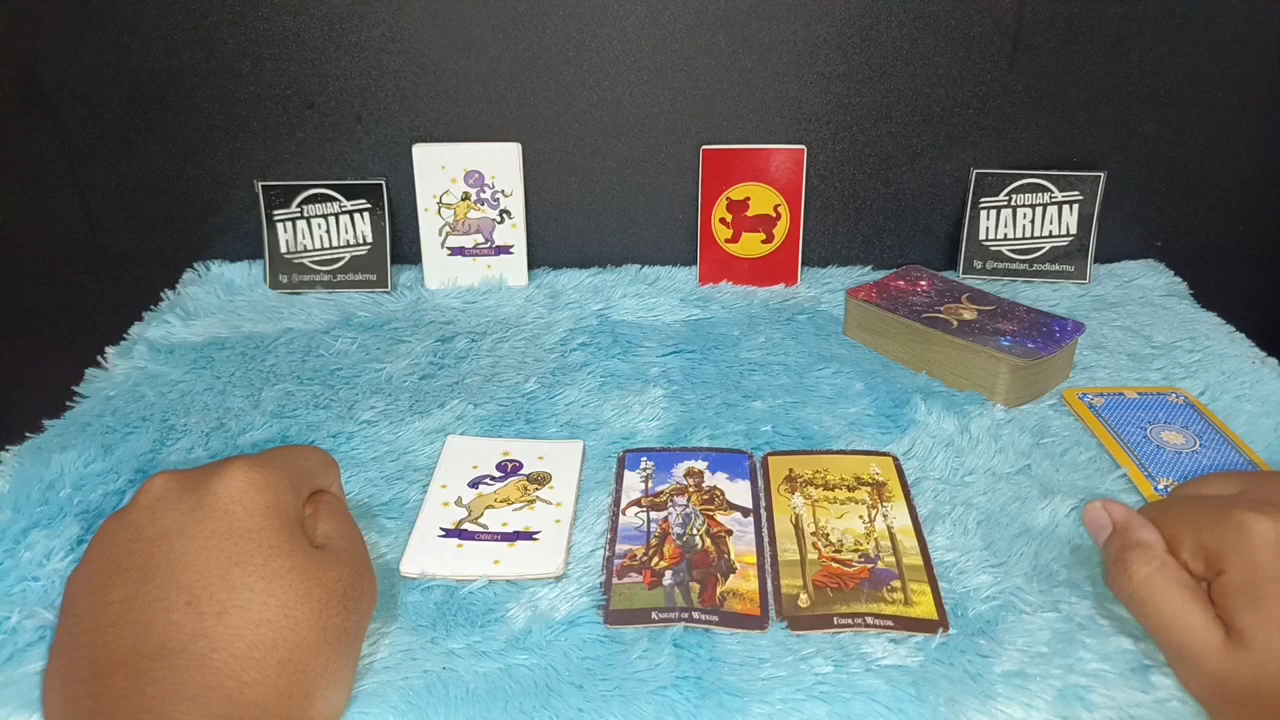 ZODIAK
HARIAN
Ig: @ramalan_zodiakmu
СТРЕЛЕЦ
ZODIAK
HARIAN
Ig: @ramalan_zodiakmu
ОВЕН
KNIGHT OF WANDS
FOUR OF WANDS